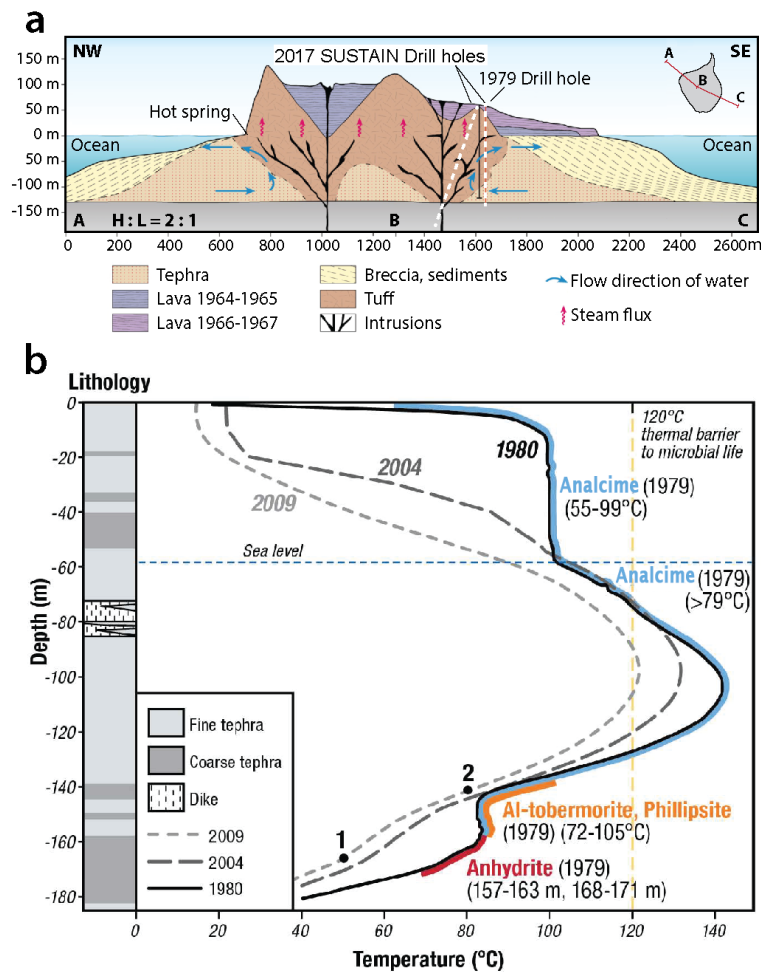 a
NW
2017 SUSTAIN Drill holes
SE
150 m
100 m
50 m
0 m
-50 m
-100 m
-150 m
1979 Drill hole
A
B
C
Hot spring
Ocean
Ocean
A
H : L = 2 : 1
B
C
0 200 400 600 800 1000 1200 1400 1600 1800 2000 2200 2400 2600m
Tephra
Breccia, sediments
Flow direction of water
Lava 1964-1965
Tuff
Steam flux
Lava 1966-1967
Intrusions
b
Lithology
0
-20
-40
-60
-80
-100
-120
-140
-160
-180
Depth (m)
120°C
thermal barrier
to microbial life
1980
2004
2009
Analcime (1979)
(55-99°C)
Sea level
Analcime (1979)
(>79°C)
Fine tephra
Coarse tephra
Dike
2009
2004
1980
2
1
Al-tobermorite, Phillipsite
(1979) (72-105°C)
Anhydrite (1979)
(157-163 m, 168-171 m)
0 20 40 60 80 100 120 140
Temperature (°C)